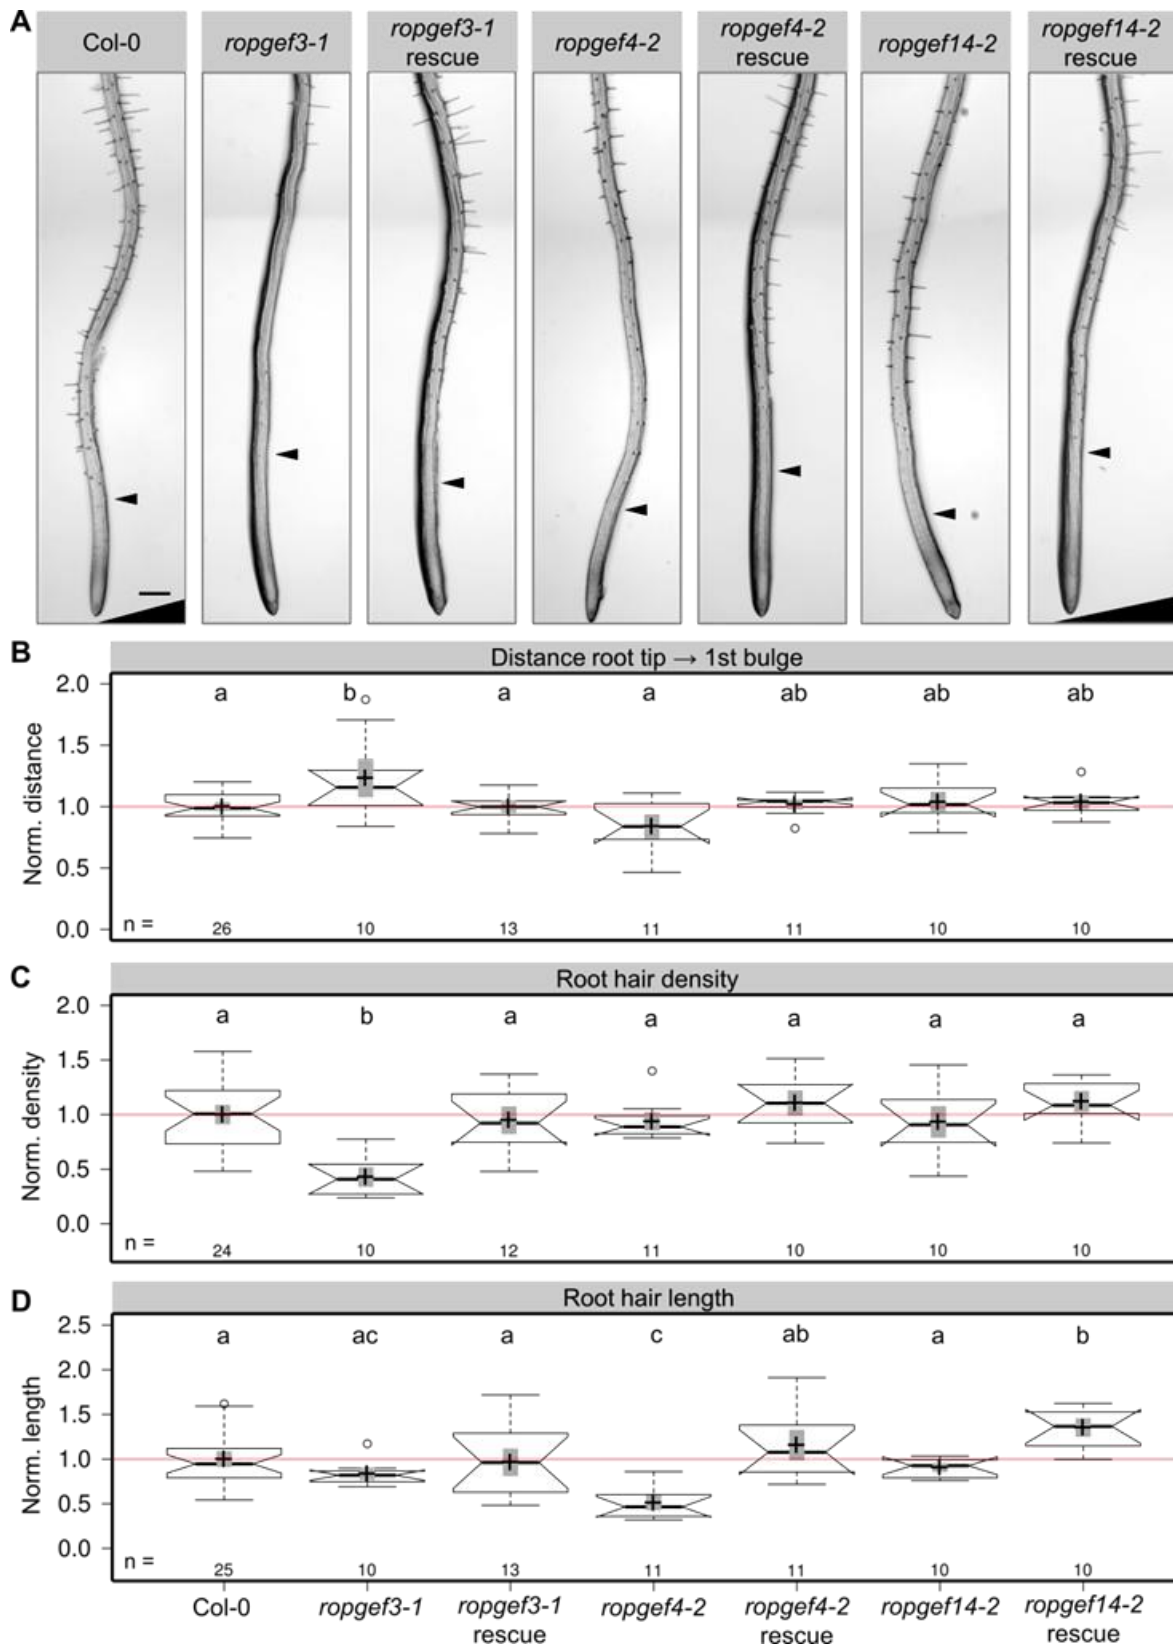 A
Col-0
ropgef3-1
ropgef3-1
rescue
ropgef4-2
ropgef4-2
rescue
ropgef14-2
ropgef14-2
rescue
B
Distance root tip → 1st bulge
Norm. distance
2.0
1.5
1.0
0.5
0.0
a b a a ab ab ab
n = 26 10 13 11 11 10 10
C
Root hair density
Norm. density
2.0
1.5
1.0
0.5
0.0
a b a a a a a
n = 24 10 12 11 10 10 10
D
Root hair length
Norm. length
2.5
2.0
1.5
1.0
0.5
0.0
a ac a c ab a b
n = 25 10 13 11 11 10 10
Col-0
ropgef3-1
ropgef3-1
rescue
ropgef4-2
ropgef4-2
rescue
ropgef14-2
ropgef14-2
rescue